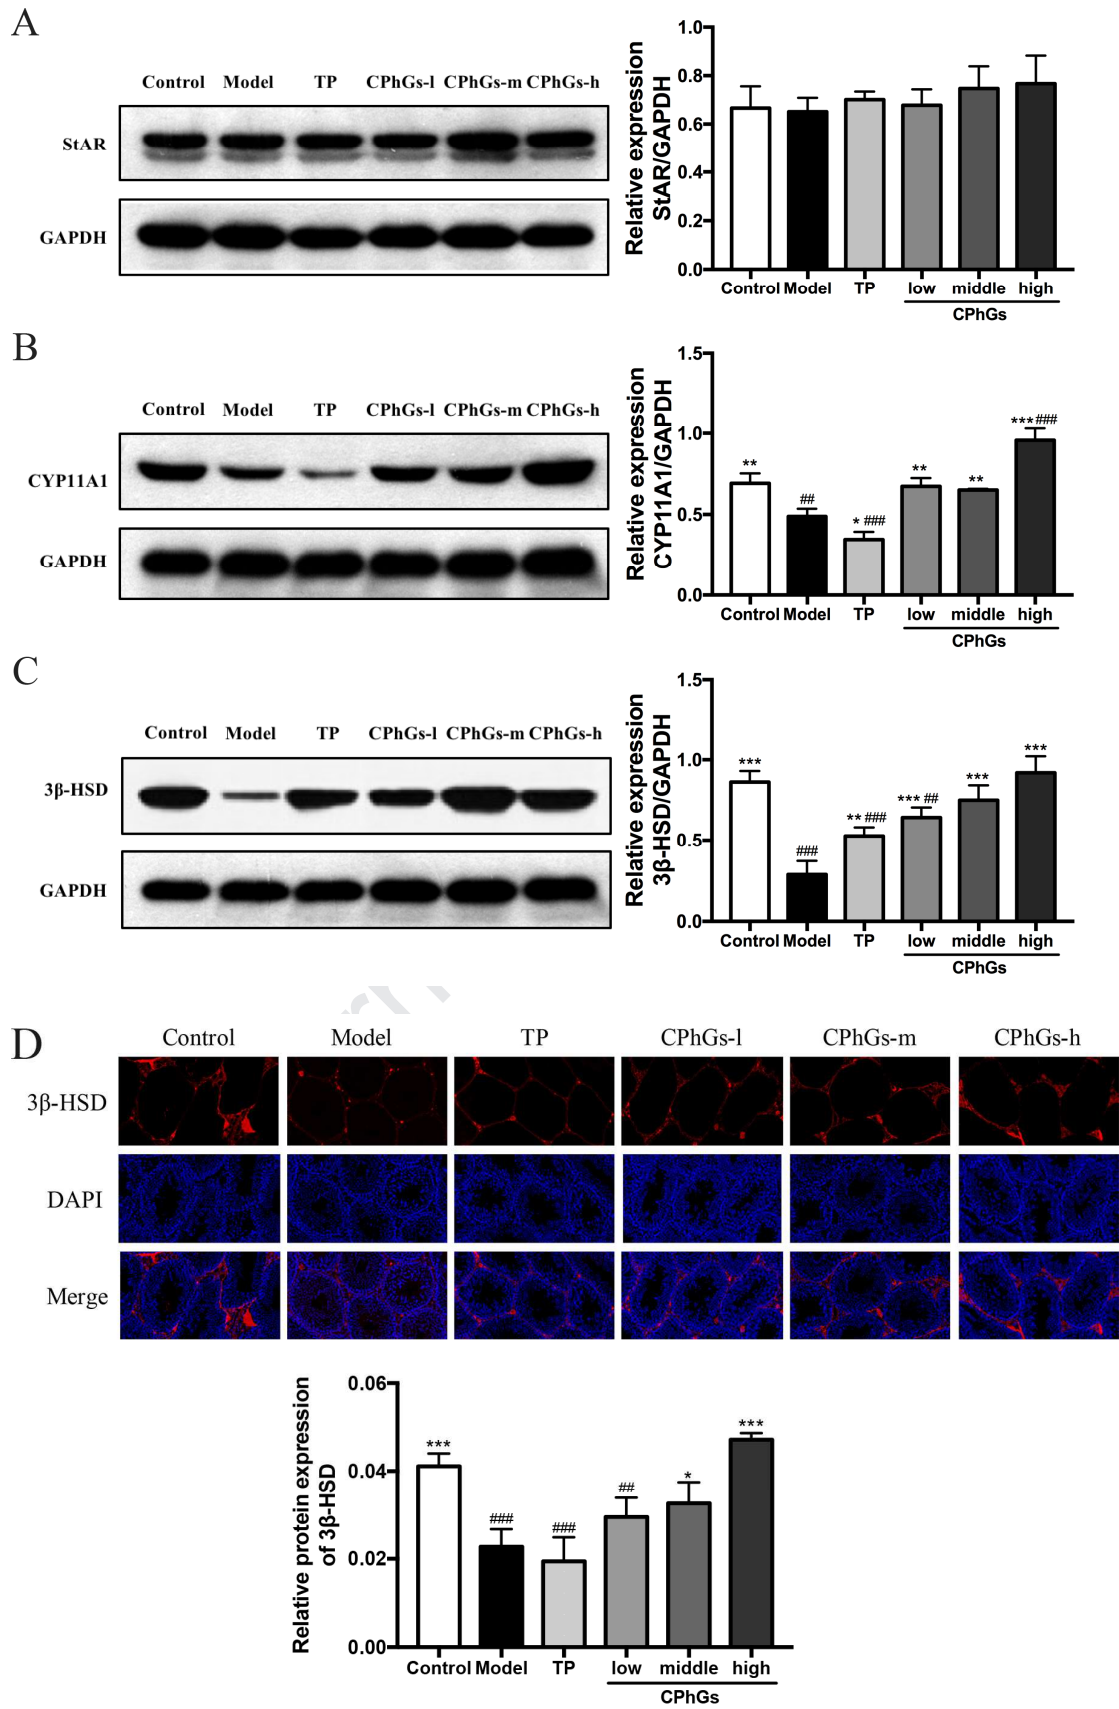 A
Control Model TP CPhGs-l CPhGs-m CPhGs-h
StAR
GAPDH
Relative expression
StAR/GAPDH
1.0
0.8
0.6
0.4
0.2
0.0
Control Model TP low middle high
CPhGs
B
Control Model TP CPhGs-l CPhGs-m CPhGs-h
CYP11A1
GAPDH
Relative expression
CYP11A1/GAPDH
1.5
1.0
0.5
0.0
** ## * ### ** ** *** ###
Control Model TP low middle high
CPhGs
C
Control Model TP CPhGs-l CPhGs-m CPhGs-h
3β-HSD
GAPDH
Relative expression
3β-HSD/GAPDH
1.5
1.0
0.5
0.0
*** ### ** ### *** ## *** ***
Control Model TP low middle high
CPhGs
D
Control Model TP CPhGs-l CPhGs-m CPhGs-h
3β-HSD
DAPI
Merge
Relative protein expression
of 3β-HSD
0.06
0.04
0.02
0.00
*** ### ### ## * ***
Control Model TP low middle high
CPhGs